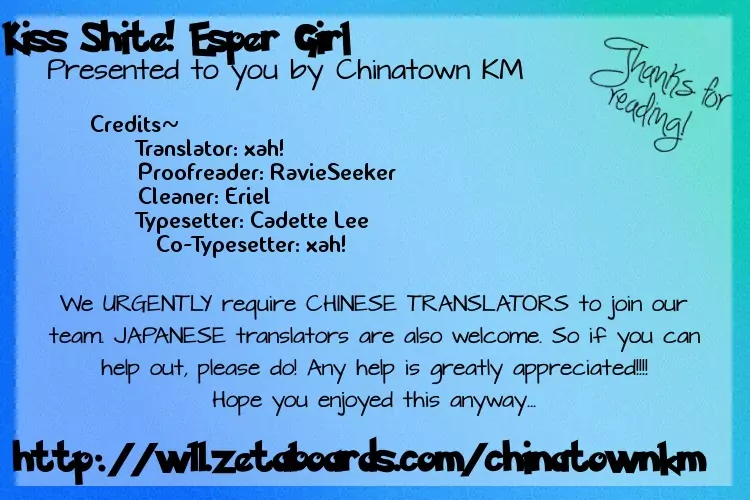 Kiss Shite! Esper Girl
Presented to you by Chinatown KM
Thanks for
reading!
Credits~
Translator: xah!
Proofreader: RavieSeeker
Cleaner: Eriel
Typesetter: Cadette Lee
Co-Typesetter: xah!
We URGENTLY require CHINESE TRANSLATORS to join our
team. JAPANESE translators are also welcome. So if you can
help out, please do! Any help is greatly appreciated!!!!
Hope you enjoyed this anyway...
http://w11.zetaboards.com/chinatownkm